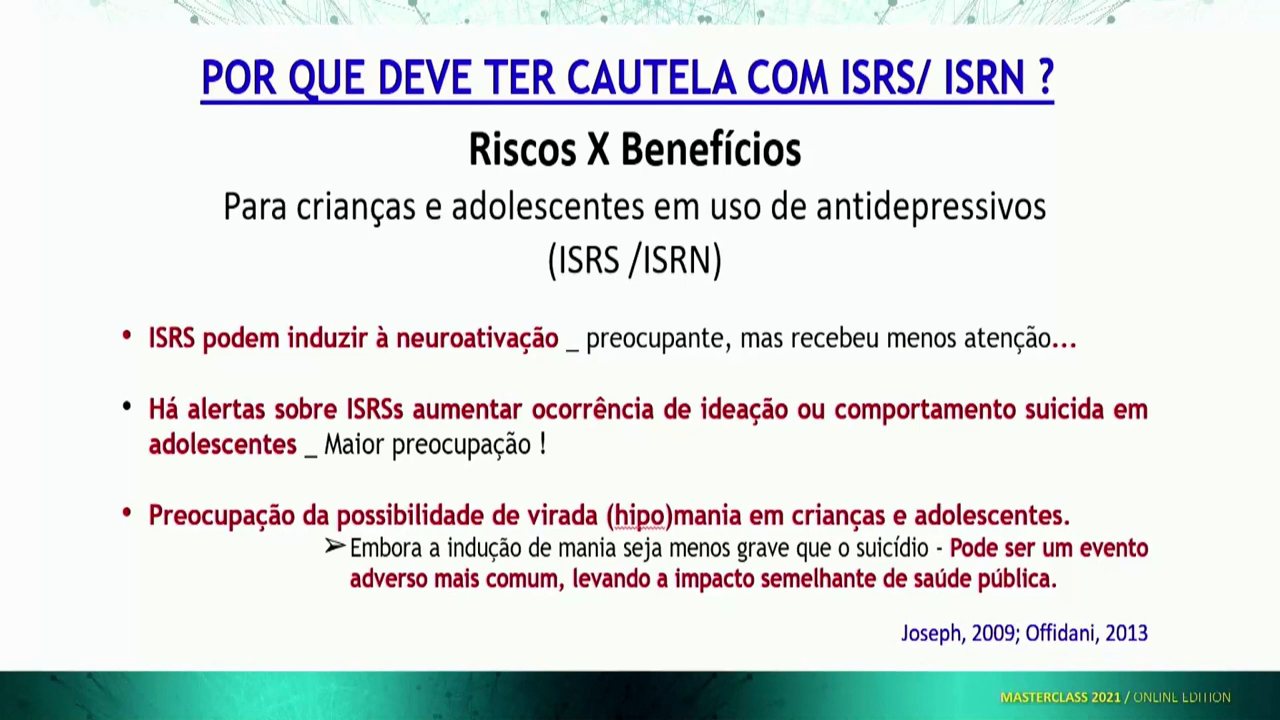 POR QUE DEVE TER CAUTELA COM ISRS/ ISRN ?
Riscos X Benefícios
Para crianças e adolescentes em uso de antidepressivos
(ISRS /ISRN)
• ISRS podem induzir à neuroativação _ preocupante, mas recebeu menos atenção...
• Há alertas sobre ISRSs aumentar ocorrência de ideação ou comportamento suicida em
adolescentes _ Maior preocupação !
• Preocupação da possibilidade de virada (hipo)mania em crianças e adolescentes.
➢ Embora a indução de mania seja menos grave que o suicídio - Pode ser um evento
adverso mais comum, levando a impacto semelhante de saúde pública.
Joseph, 2009; Offidani, 2013
MASTERCLASS 2021 / ONLINE EDITION